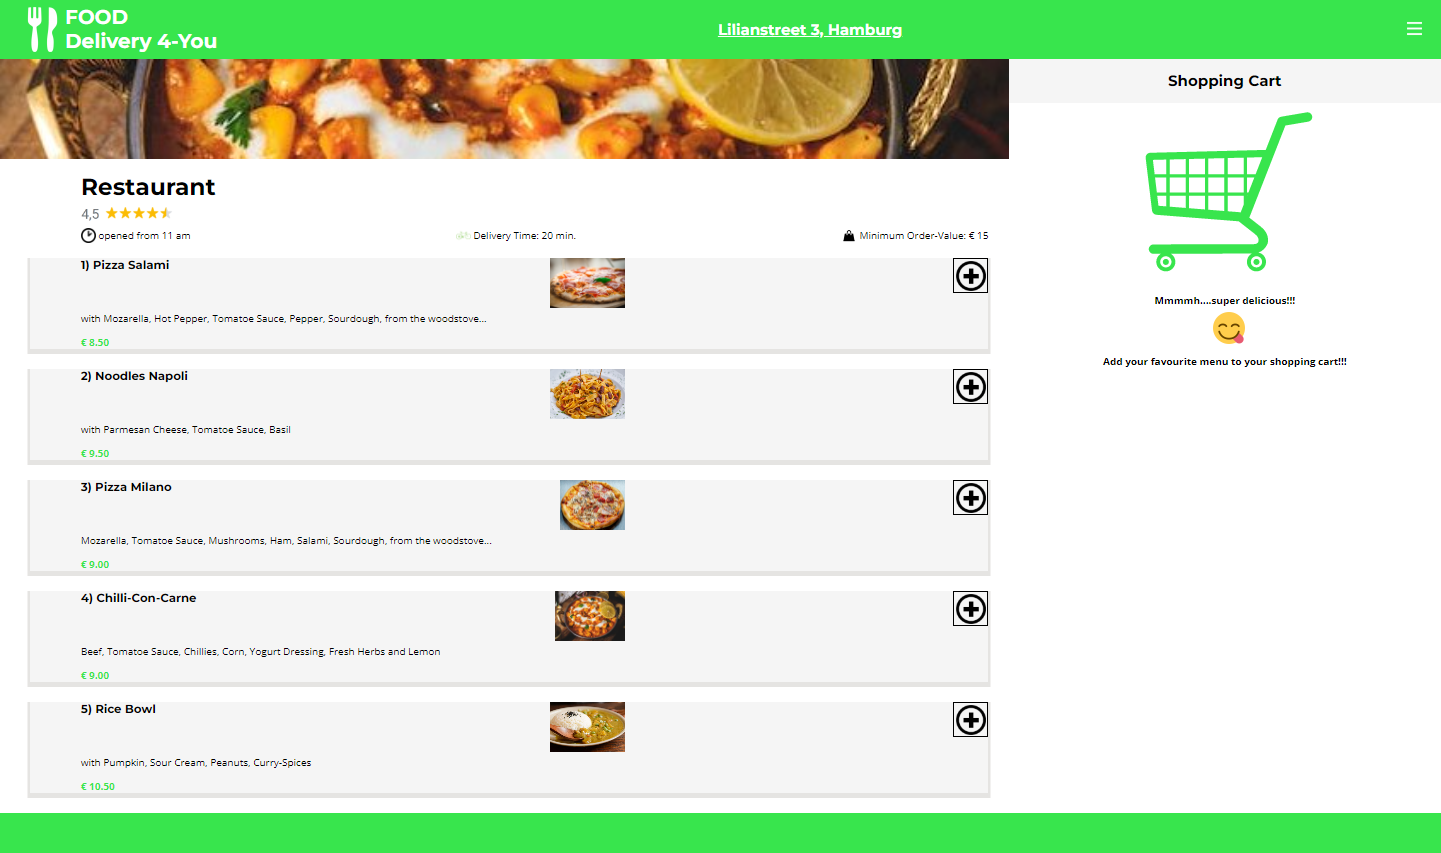 FOOD
Delivery 4-You
Lilianstreet 3, Hamburg
Shopping Cart
Restaurant
4,5
opened from 11 am
Delivery Time: 20 min.
Minimum Order-Value: € 15
1) Pizza Salami
with Mozarella, Hot Pepper, Tomatoe Sauce, Pepper, Sourdough, from the woodstove...
€ 8.50
2) Noodles Napoli
with Parmesan Cheese, Tomatoe Sauce, Basil
€ 9.50
3) Pizza Milano
Mozarella, Tomatoe Sauce, Mushrooms, Ham, Salami, Sourdough, from the woodstove...
€ 9.00
4) Chilli-Con-Carne
Beef, Tomatoe Sauce, Chillies, Corn, Yogurt Dressing, Fresh Herbs and Lemon
€ 9.00
5) Rice Bowl
with Pumpkin, Sour Cream, Peanuts, Curry-Spices
€ 10.50
Mmmmh....super delicious!!!
Add your favourite menu to your shopping cart!!!